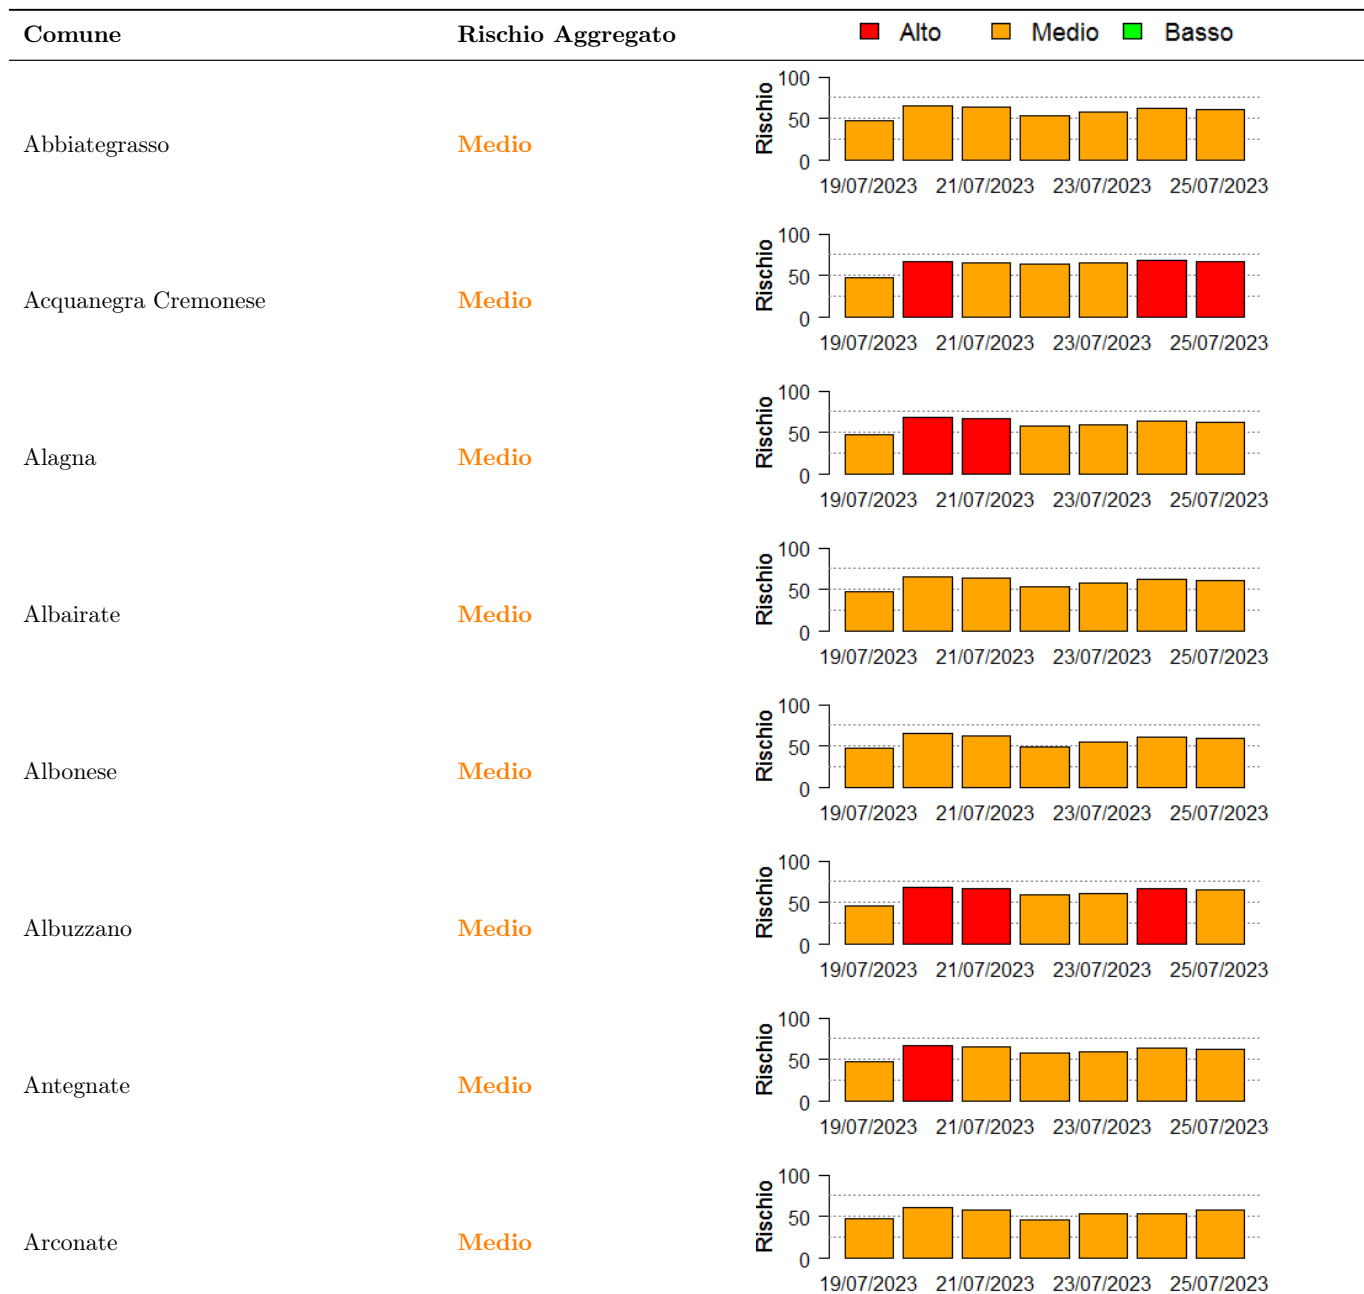 Comune Rischio Aggregato Alto Medio Basso
100
50
0
Rischio
Abbiategrasso Medio
19/07/2023 21/07/2023 23/07/2023 25/07/2023
100
50
0
Rischio
Acquanegra Cremonese Medio
19/07/2023 21/07/2023 23/07/2023 25/07/2023
100
50
0
Rischio
Alagna Medio
19/07/2023 21/07/2023 23/07/2023 25/07/2023
100
50
0
Rischio
Albairate Medio
19/07/2023 21/07/2023 23/07/2023 25/07/2023
100
50
0
Rischio
Albonese Medio
19/07/2023 21/07/2023 23/07/2023 25/07/2023
100
50
0
Rischio
Albuzzano Medio
19/07/2023 21/07/2023 23/07/2023 25/07/2023
100
50
0
Rischio
Antegnate Medio
19/07/2023 21/07/2023 23/07/2023 25/07/2023
100
50
0
Rischio
Arconate Medio
19/07/2023 21/07/2023 23/07/2023 25/07/2023